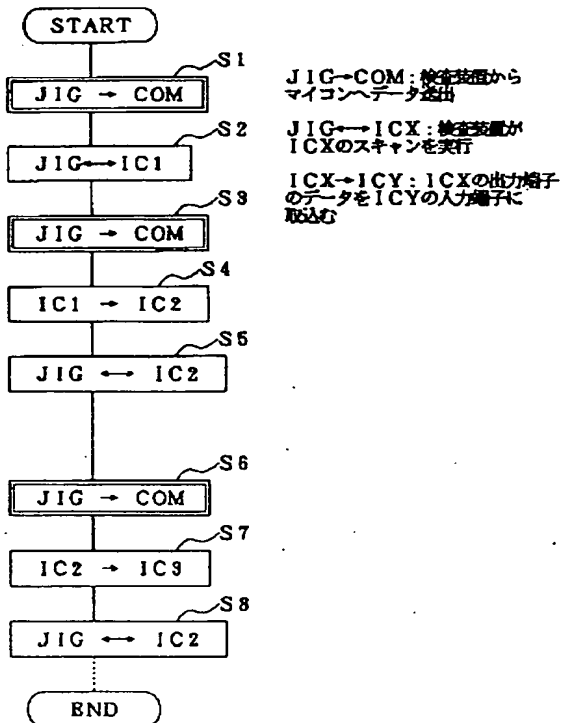 START
S1
JIG → COM
S2
JIG←→IC1
S3
JIG → COM
S4
IC1 → IC2
S5
JIG ←→ IC2
S6
JIG → COM
S7
IC2 → IC3
S8
JIG ←→ IC2
END
JIG→COM:検査装置から
マイコンへデータ送出
JIG←→ICX:検査装置が
ICXのスキャンを実行
ICX→ICY:ICXの出力端子
のデータをICYの入力端子に
取込む